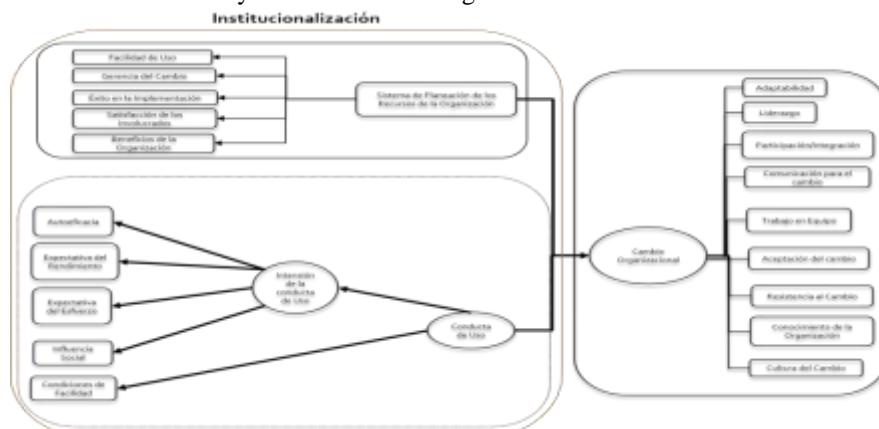 Institucionalización
Facilidad de Uso
Gerencia del Cambio
Éxito en la Implementación
Satisfacción de los
Involucrados
Beneficios de la
Organización
Sistema de Planeación de los
Recursos de la Organización
Autoeficacia
Expectativa del
Rendimiento
Expectativa
del Esfuerzo
Influencia
Social
Condiciones de
Facilidad
Intensión
de la
conducta
de Uso
Conducta
de Uso
Cambio
Organizacional
Adaptabilidad
Liderazgo
Participación/Integración
Comunicación para el
cambio
Trabajo en Equipo
Aceptación del cambio
Resistencia al Cambio
Conocimiento de la
Organización
Cultura del Cambio